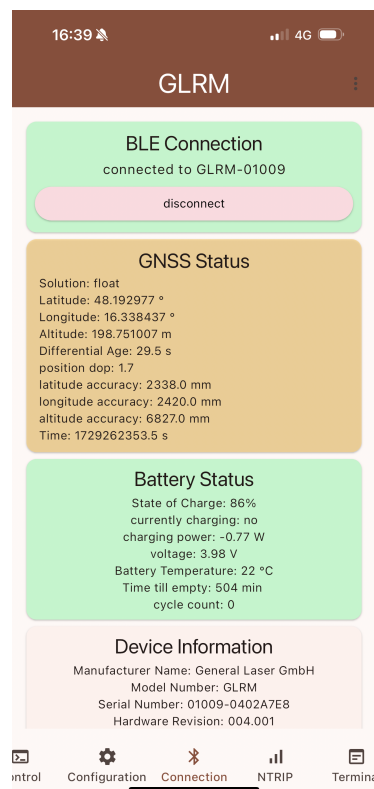 16:39
4G
GLRM
BLE Connection
connected to GLRM-01009
disconnect
GNSS Status
Solution: float
Latitude: 48.192977 °
Longitude: 16.338437 °
Altitude: 198.751007 m
Differential Age: 29.5 s
position dop: 1.7
latitude accuracy: 2338.0 mm
longitude accuracy: 2420.0 mm
altitude accuracy: 6827.0 mm
Time: 1729262353.5 s
Battery Status
State of Charge: 86%
currently charging: no
charging power: -0.77 W
voltage: 3.98 V
Battery Temperature: 22 °C
Time till empty: 504 min
cycle count: 0
Device Information
Manufacturer Name: General Laser GmbH
Model Number: GLRM
Serial Number: 01009-0402A7E8
Hardware Revision: 004.001
ontrol
Configuration
Connection
NTRIP
Termina